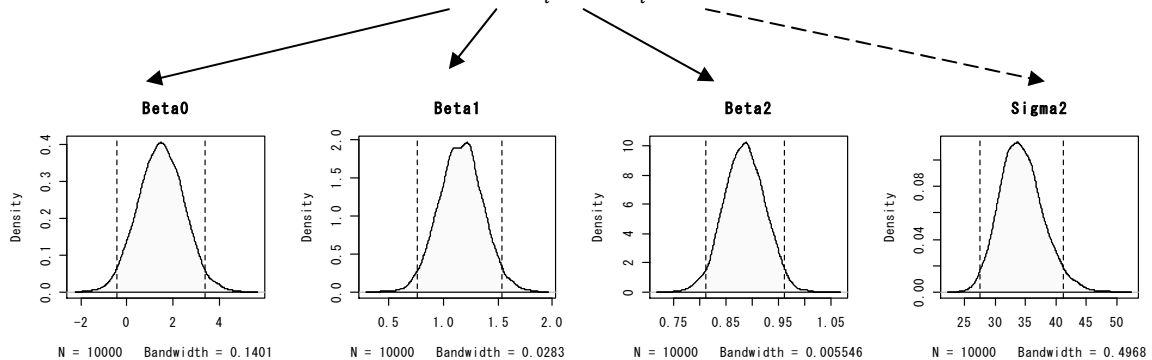 t t
Beta0 Beta1 Beta2 Sigma2
Density 0.0 0.1 0.2 0.3 0.4
-2 0 2 4
N = 10000 Bandwidth = 0.1401
Density 0.0 0.5 1.0 1.5 2.0
0.5 1.0 1.5 2.0
N = 10000 Bandwidth = 0.0283
Density 0 2 4 6 8 10
0.75 0.85 0.95 1.05
N = 10000 Bandwidth = 0.005546
Density 0.00 0.04 0.08
25 30 35 40 45 50
N = 10000 Bandwidth = 0.4968